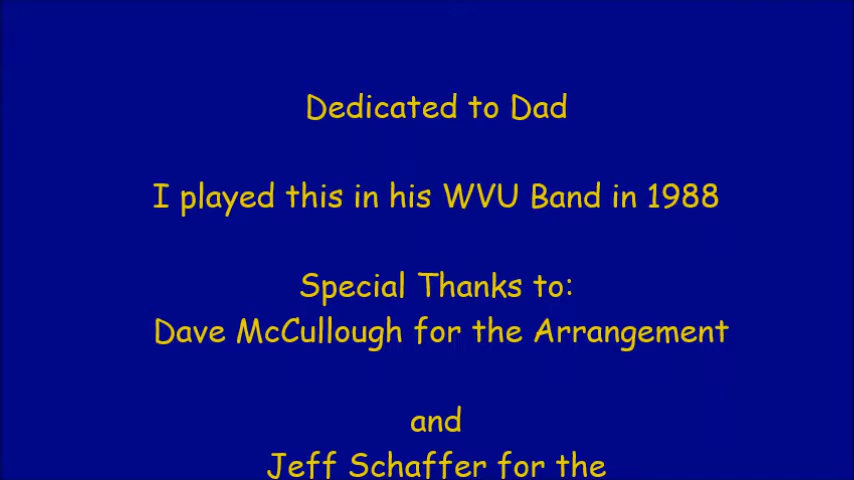 Dedicated to Dad
I played this in his WVU Band in 1988
Special Thanks to:
Dave McCullough for the Arrangement
and
Jeff Schaffer for the